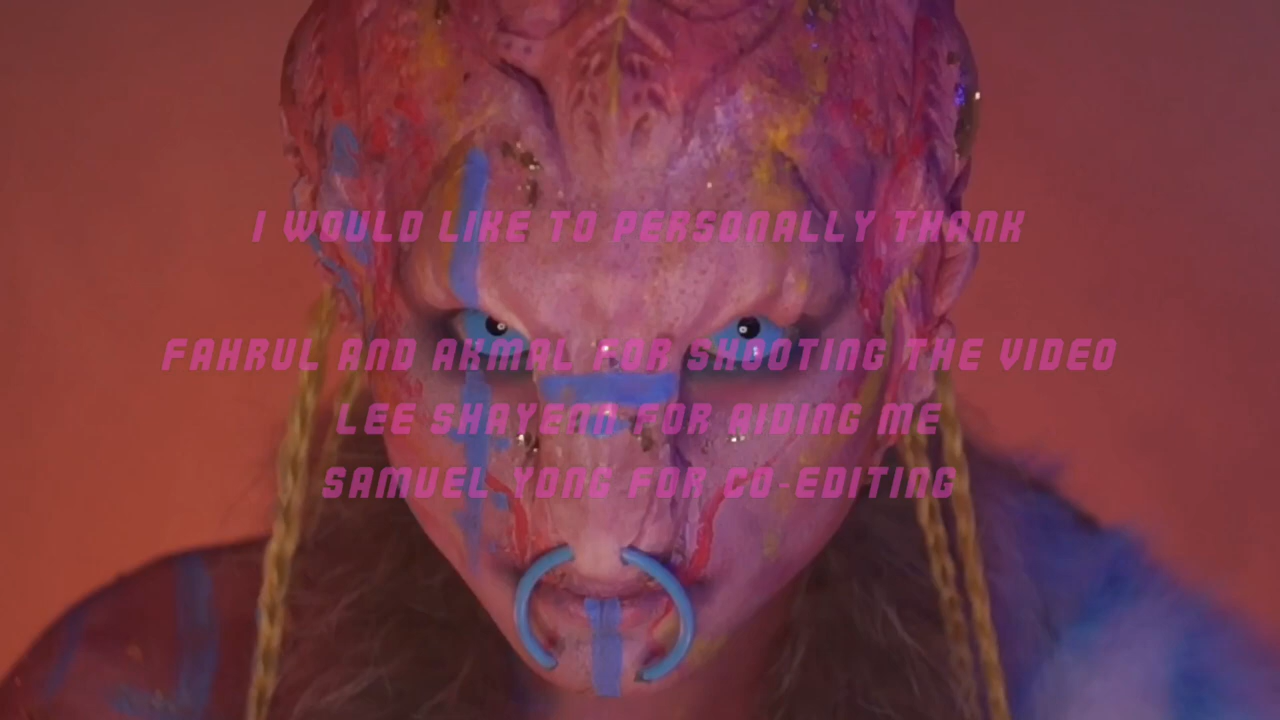 I WOULD LIKE TO PERSONALLY THANK
FAHRUL AND AKMAL FOR SHOOTING THE VIDEO
LEE SHAYENN FOR AIDING ME
SAMUEL YONG FOR CO-EDITING